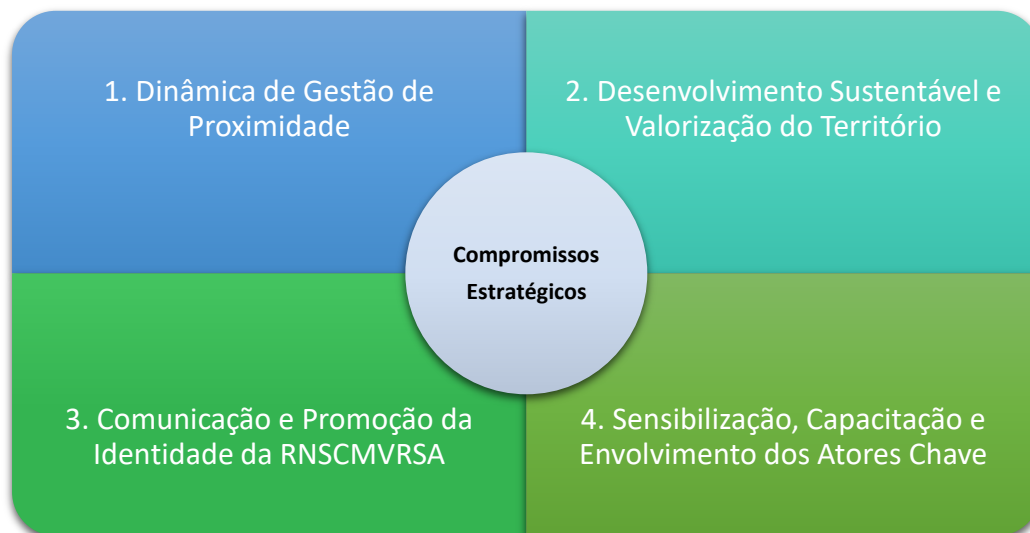 1. Dinâmica de Gestão de
Proximidade
2. Desenvolvimento Sustentável e
Valorização do Território
Compromissos
Estratégicos
3. Comunicação e Promoção da
Identidade da RNSCMVRSA
4. Sensibilização, Capacitação e
Envolvimento dos Atores Chave